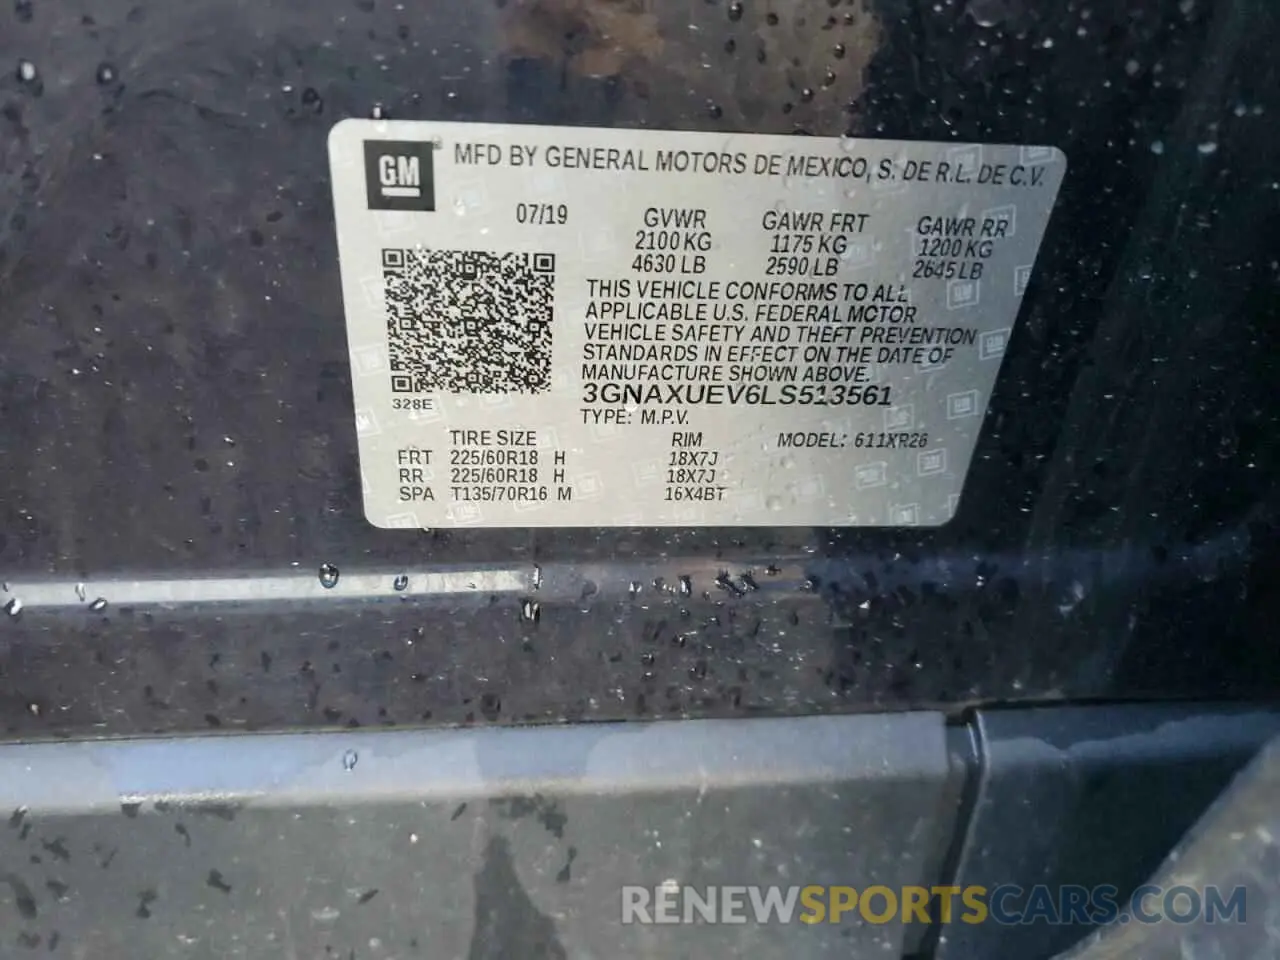 GM
MFD BY GENERAL MOTORS DE MEXICO, S. DE R.L. DE C.V.
07/19
GVWR GAWR FRT GAWR RR
2100 KG 1175 KG 1200 KG
4630 LB 2590 LB 2645 LB
THIS VEHICLE CONFORMS TO ALL
APPLICABLE U.S. FEDERAL MOTOR
VEHICLE SAFETY AND THEFT PREVENTION
STANDARDS IN EFFECT ON THE DATE OF
MANUFACTURE SHOWN ABOVE.
3GNAXUEV6LS513561
328E
TYPE: M.P.V.
TIRE SIZE RIM MODEL: 611XR26
FRT 225/60R18 H 18X7J
RR 225/60R18 H 18X7J
SPA T135/70R16 M 16X4BT
RENEWSPORTSCARS.COM